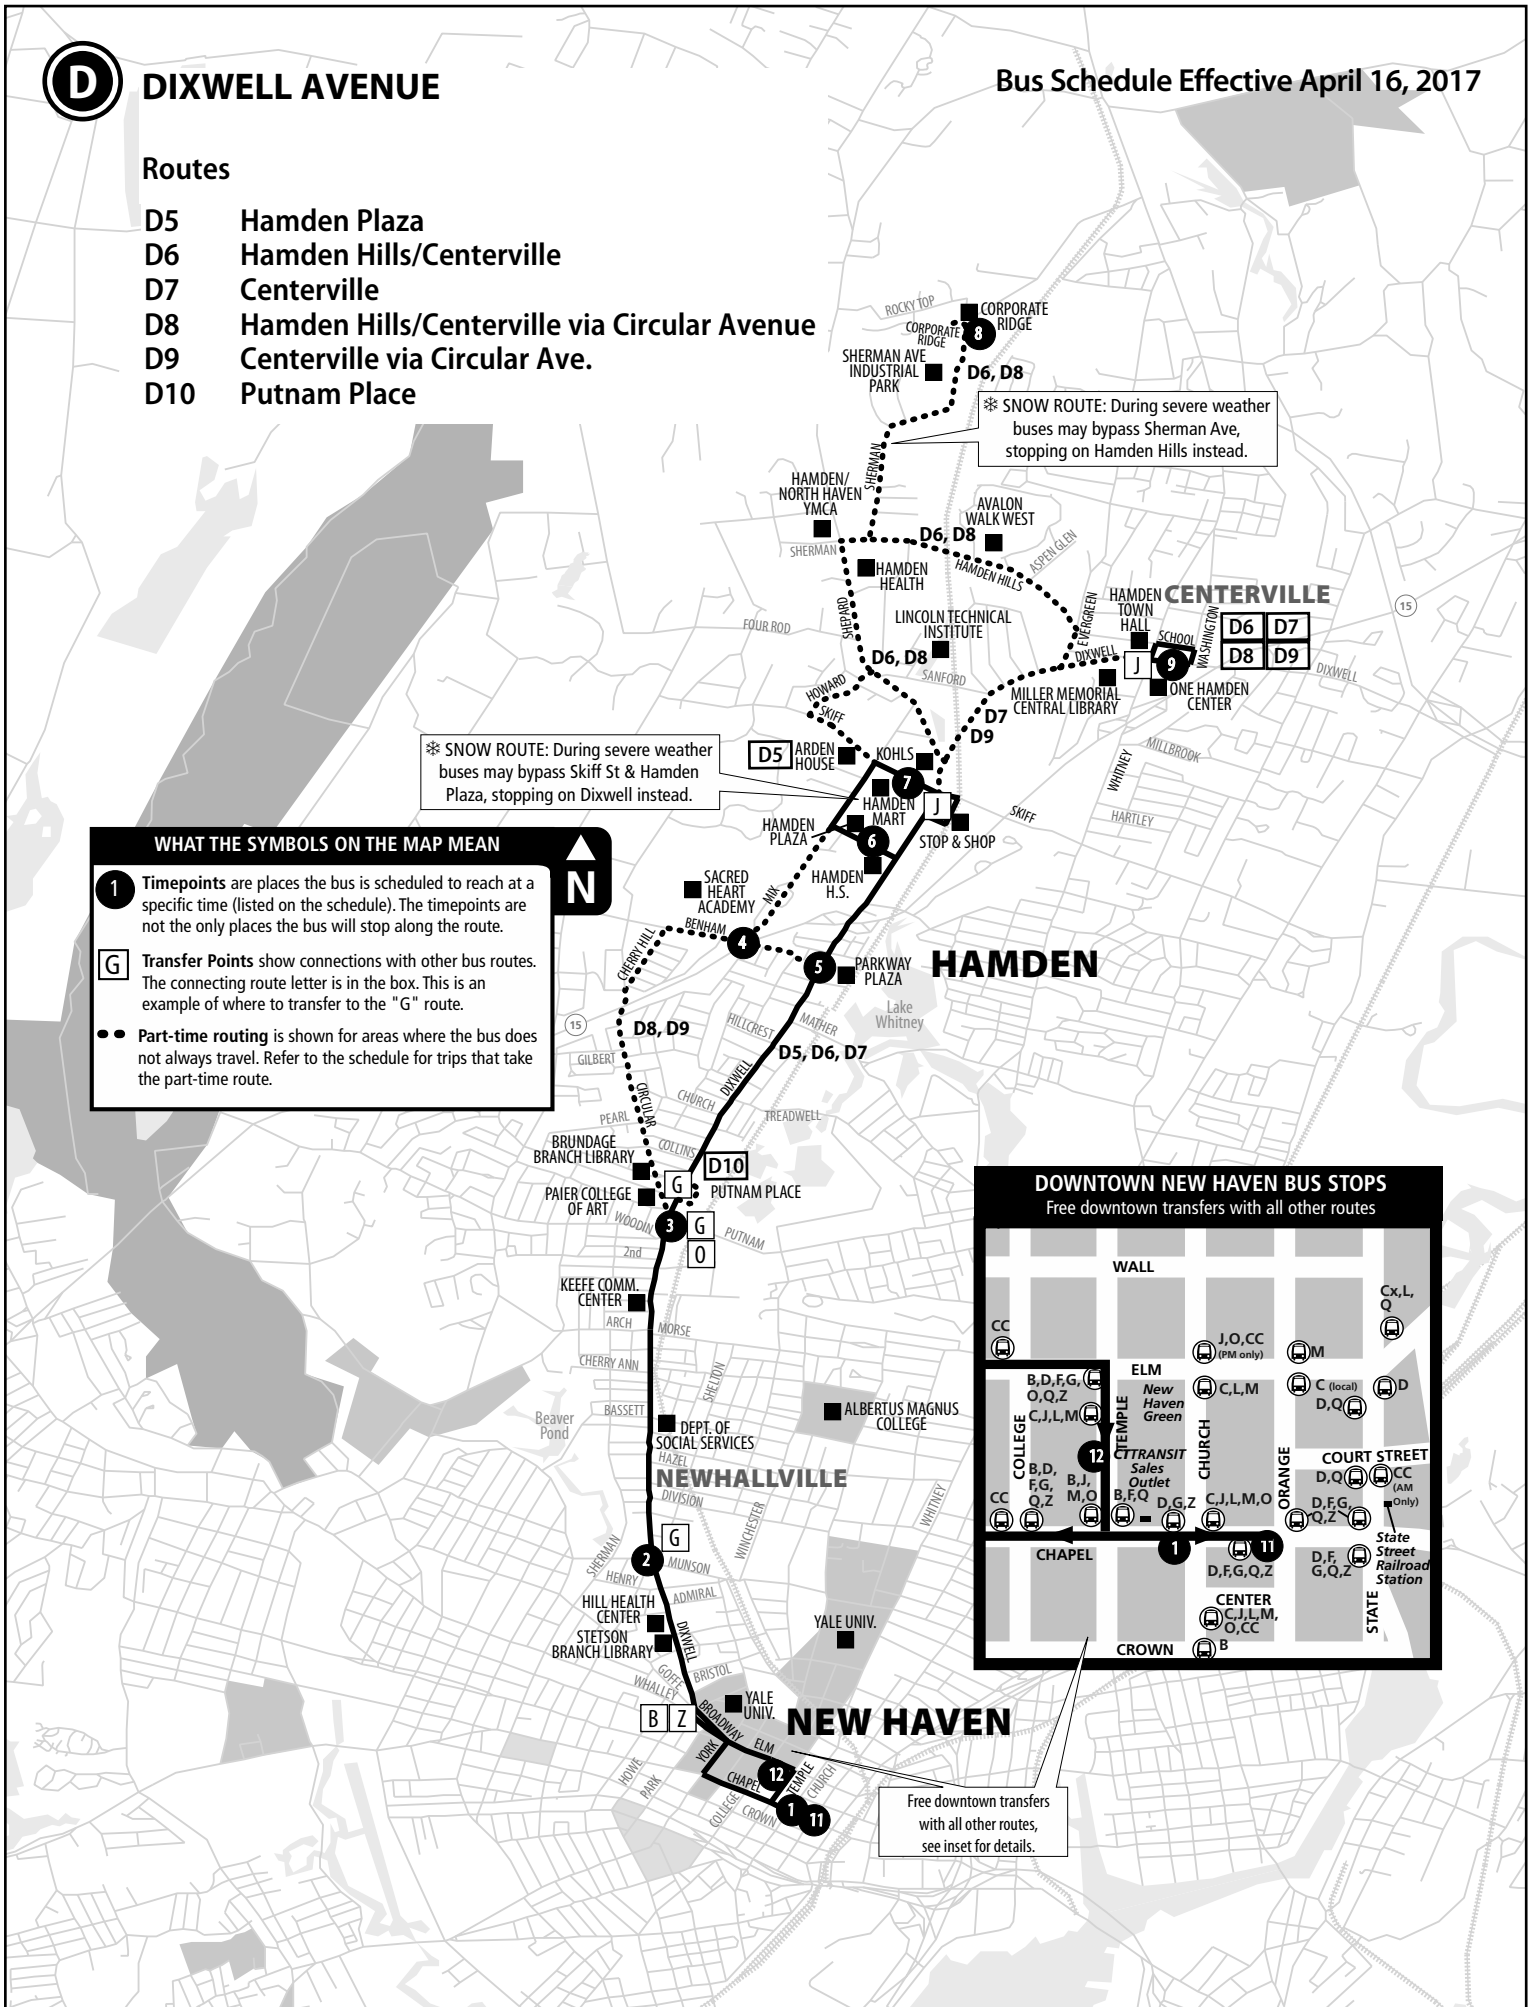 D DIXWELL AVENUE
Bus Schedule Effective April 16, 2017
Routes
D5 Hamden Plaza
D6 Hamden Hills/Centerville
D7 Centerville
D8 Hamden Hills/Centerville via Circular Avenue
D9 Centerville via Circular Ave.
D10 Putnam Place
ROCKY TOP
CORPORATE
RIDGE
CORPORATE
RIDGE
8
SHERMAN AVE
INDUSTRIAL
PARK
D6, D8
❄ SNOW ROUTE: During severe weather
buses may bypass Sherman Ave,
stopping on Hamden Hills instead.
SHERMAN
HAMDEN/
NORTH HAVEN
YMCA
AVALON
WALK WEST
SHERMAN
D6, D8
ASPEN GLEN
HAMDEN
HEALTH
HAMDEN HILLS
SHEPARD
EVERGREEN
HAMDEN
TOWN
HALL
CENTERVILLE
15
FOUR ROD
LINCOLN TECHNICAL
INSTITUTE
SCHOOL
WASHINGTON
D6 D7
D8 D9
D6, D8
DIXWELL
J
9
DIXWELL
SANFORD
HOWARD
MILLER MEMORIAL
CENTRAL LIBRARY
ONE HAMDEN
CENTER
SKIFF
D7
D9
❄ SNOW ROUTE: During severe weather
buses may bypass Skiff St & Hamden
Plaza, stopping on Dixwell instead.
D5
ARDEN
HOUSE
KOHLS
MILLBROOK
WHITNEY
7
HAMDEN
MART
J
SKIFF
HARTLEY
HAMDEN
PLAZA
6
STOP & SHOP
HAMDEN
H.S.
WHAT THE SYMBOLS ON THE MAP MEAN
N
1 Timepoints are places the bus is scheduled to reach at a
specific time (listed on the schedule). The timepoints are
not the only places the bus will stop along the route.
G Transfer Points show connections with other bus routes.
The connecting route letter is in the box. This is an
example of where to transfer to the "G" route.
Part-time routing is shown for areas where the bus does
not always travel. Refer to the schedule for trips that take
the part-time route.
SACRED
HEART
ACADEMY
MIX
BENHAM
4
CHERRY HILL
5
PARKWAY
PLAZA
HAMDEN
Lake
Whitney
15
D8, D9
HILLCREST
MATHER
D5, D6, D7
GILBERT
DIXWELL
CIRCULAR
CHURCH
PEARL
TREADWELL
COLLINS
BRUNDAGE
BRANCH LIBRARY
D10
G
PUTNAM PLACE
PAIER COLLEGE
OF ART
WOODIN
3
G
O
PUTNAM
2nd
KEEFE COMM.
CENTER
ARCH
MORSE
CHERRY ANN
SHELTON
BASSETT
Beaver
Pond
ALBERTUS MAGNUS
COLLEGE
DEPT. OF
SOCIAL SERVICES
HAZEL
NEWHALLVILLE
DIVISION
WINCHESTER
WHITNEY
G
SHERMAN
2
MUNSON
HENRY
ADMIRAL
HILL HEALTH
CENTER
STETSON
BRANCH LIBRARY
DIXWELL
YALE UNIV.
GOFFE
BRISTOL
WHALLEY
B Z
YALE
UNIV.
NEW HAVEN
BROADWAY
ELM
YORK
HOWE
PARK
CHAPEL
12
TEMPLE
CHURCH
COLLEGE
CROWN
1
11
Free downtown transfers
with all other routes,
see inset for details.
DOWNTOWN NEW HAVEN BUS STOPS
Free downtown transfers with all other routes
WALL
Cx,L,
Q
CC
J,O,CC
(PM only)
M
ELM
B,D,F,G,
O,Q,Z
New
Haven
Green
C,L,M
C (local)
D
D,Q
C,J,L,M
TEMPLE
COLLEGE
12
CTTRANSIT
Sales
Outlet
CHURCH
ORANGE
COURT STREET
B,D,
F,G,
Q,Z
B,J,
M,O
D,Q
CC
(AM
Only)
CC
B,F,Q
D,G,Z
C,J,L,M,O
D,F,G,
Q,Z
CHAPEL
1
11
D,F,G,Q,Z
D,F,
G,Q,Z
State
Street
Railroad
Station
CENTER
C,J,L,M,
O,CC
STATE
CROWN
B